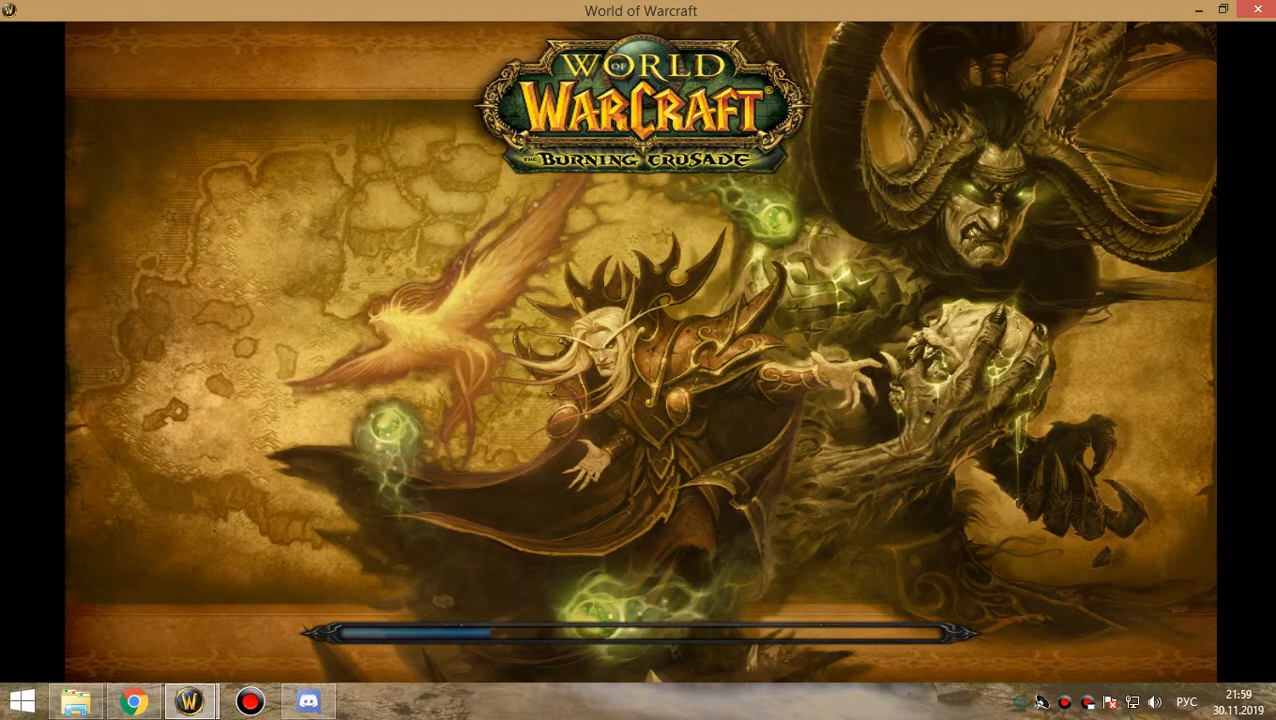 World of Warcraft
WORLD
OF
WARCRAFT®
THE BURNING CRUSADE
РУС
21:59
30.11.2019